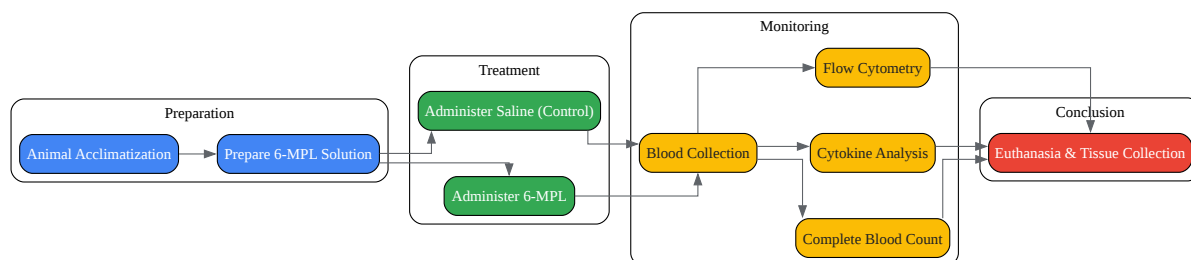 Preparation
Animal Acclimatization
Prepare 6-MPL Solution
Treatment
Administer Saline (Control)
Administer 6-MPL
Monitoring
Blood Collection
Flow Cytometry
Cytokine Analysis
Complete Blood Count
Conclusion
Euthanasia & Tissue Collection